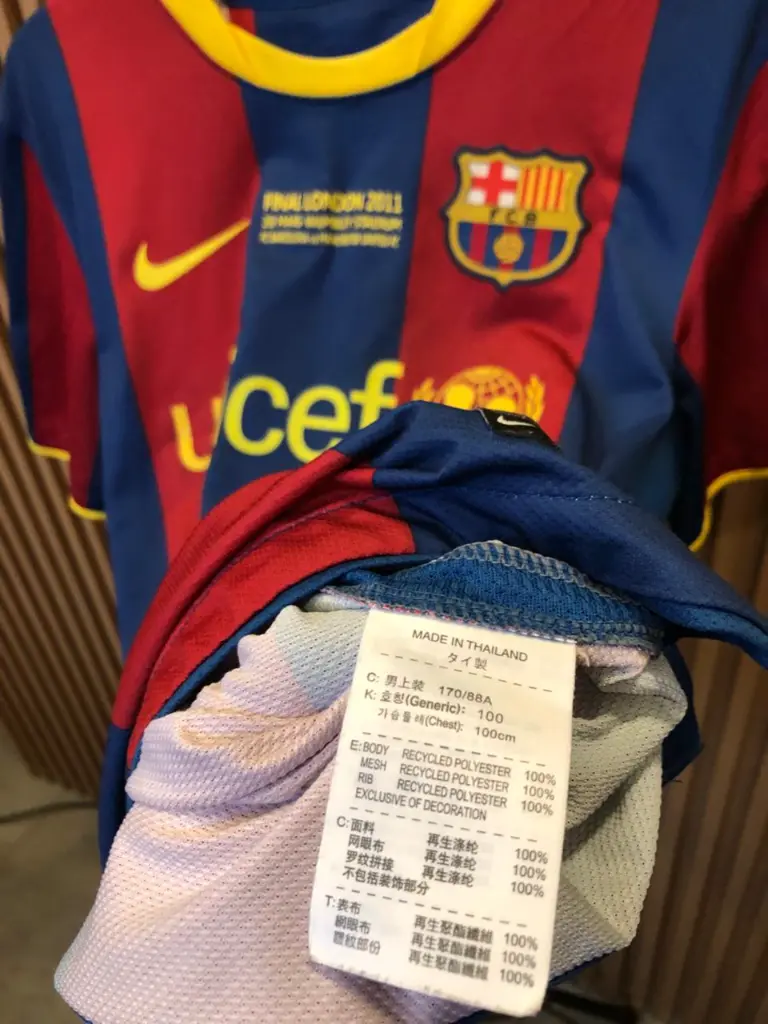 FINAL LONDON 2011
28 MAIG WEMBLEY STADIUM
FCB
unicef
MADE IN THAILAND
タイ製
C: 男上装 170/88A
K: 호칭(Generic): 100
가슴둘레(Chest): 100cm
E: BODY RECYCLED POLYESTER 100%
MESH RECYCLED POLYESTER 100%
RIB RECYCLED POLYESTER 100%
EXCLUSIVE OF DECORATION
C: 面料 再生涤纶 100%
网眼布 再生涤纶 100%
罗纹拼接 再生涤纶 100%
不包括装饰部分
T: 表布 再生聚酯纖維 100%
網眼布 再生聚酯纖維 100%
羅紋部份 再生聚酯纖維 100%